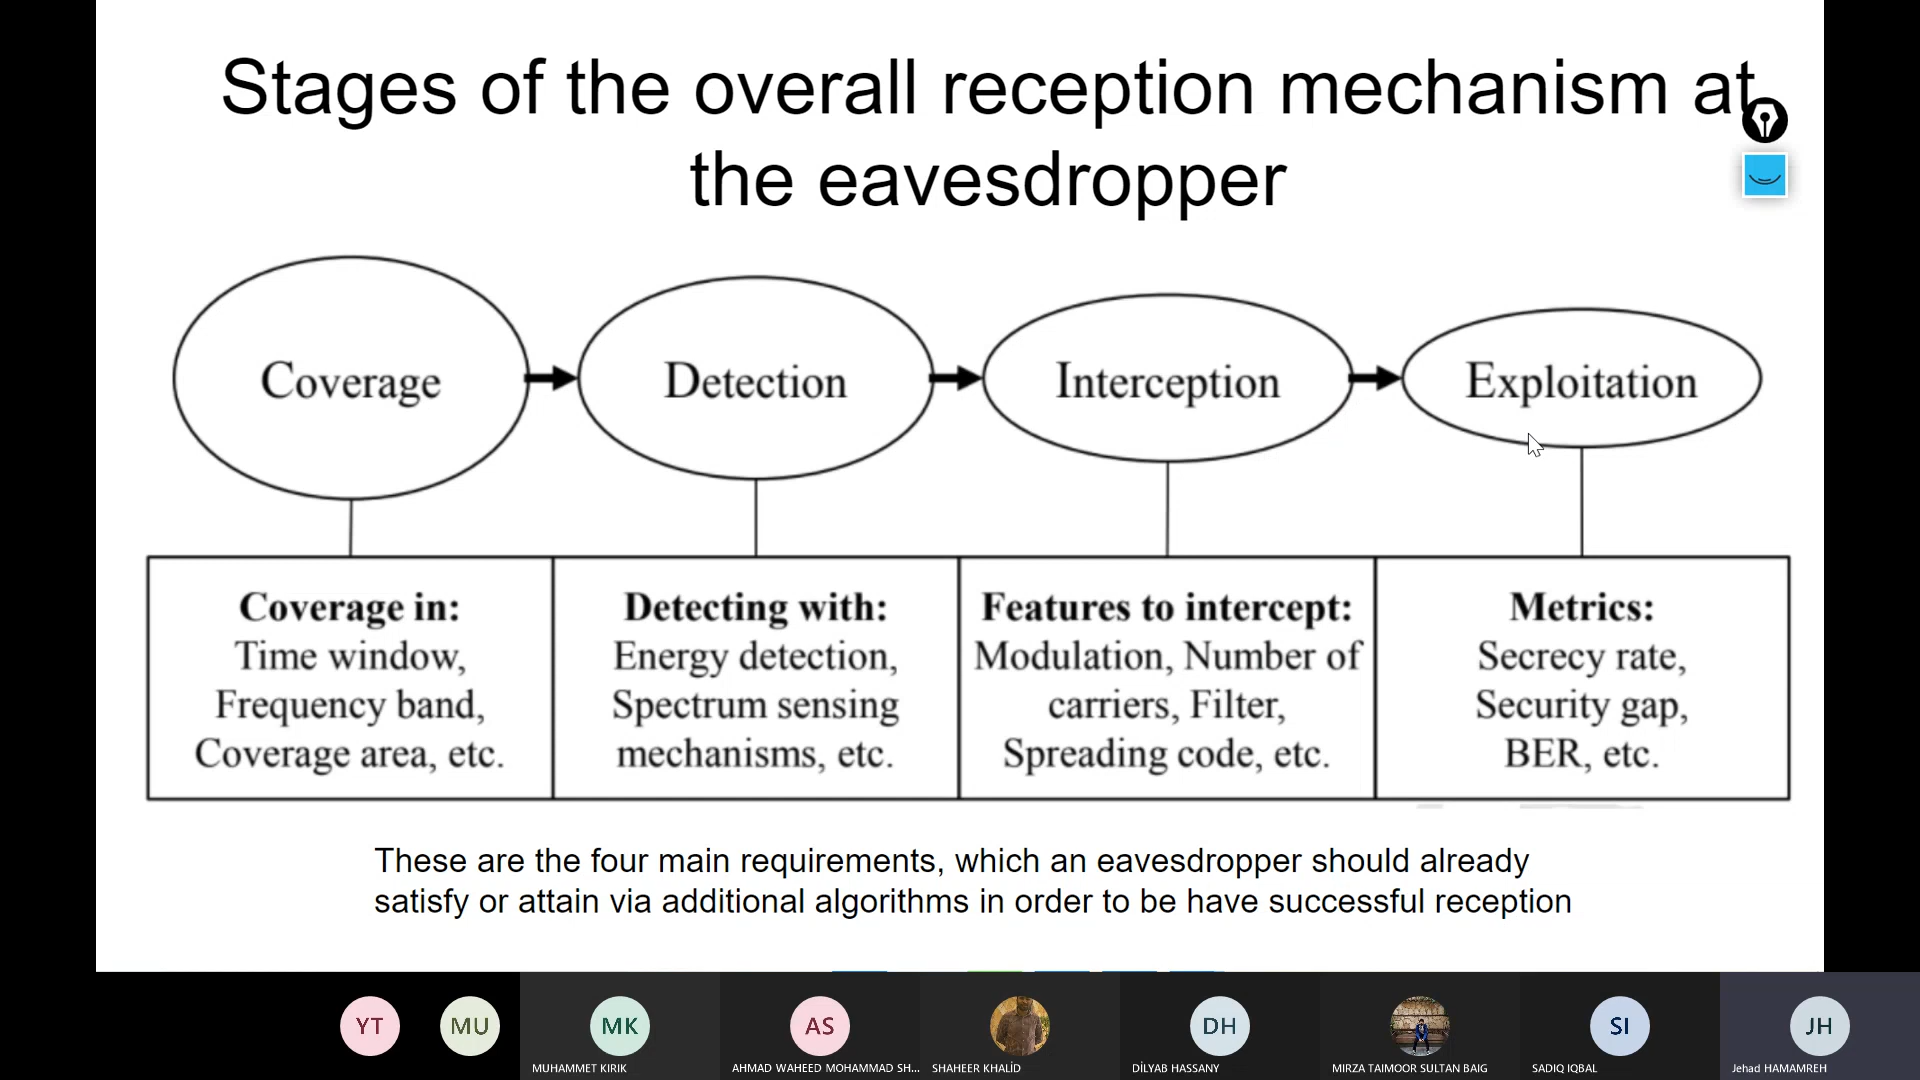 Stages of the overall reception mechanism at
the eavesdropper
Coverage
Detection
Interception
Exploitation
Coverage in:
Time window,
Frequency band,
Coverage area, etc.
Detecting with:
Energy detection,
Spectrum sensing
mechanisms, etc.
Features to intercept:
Modulation, Number of
carriers, Filter,
Spreading code, etc.
Metrics:
Secrecy rate,
Security gap,
BER, etc.
These are the four main requirements, which an eavesdropper should already
satisfy or attain via additional algorithms in order to be have successful reception
YT
MU
MK
AS
DH
SI
JH
MUHAMMET KIRIK
AHMAD WAHEED MOHAMMAD SH...
SHAHEER KHALİD
DİLYAB HASSANY
MIRZA TAIMOOR SULTAN BAIG
SADIQ IQBAL
Jehad HAMAMREH